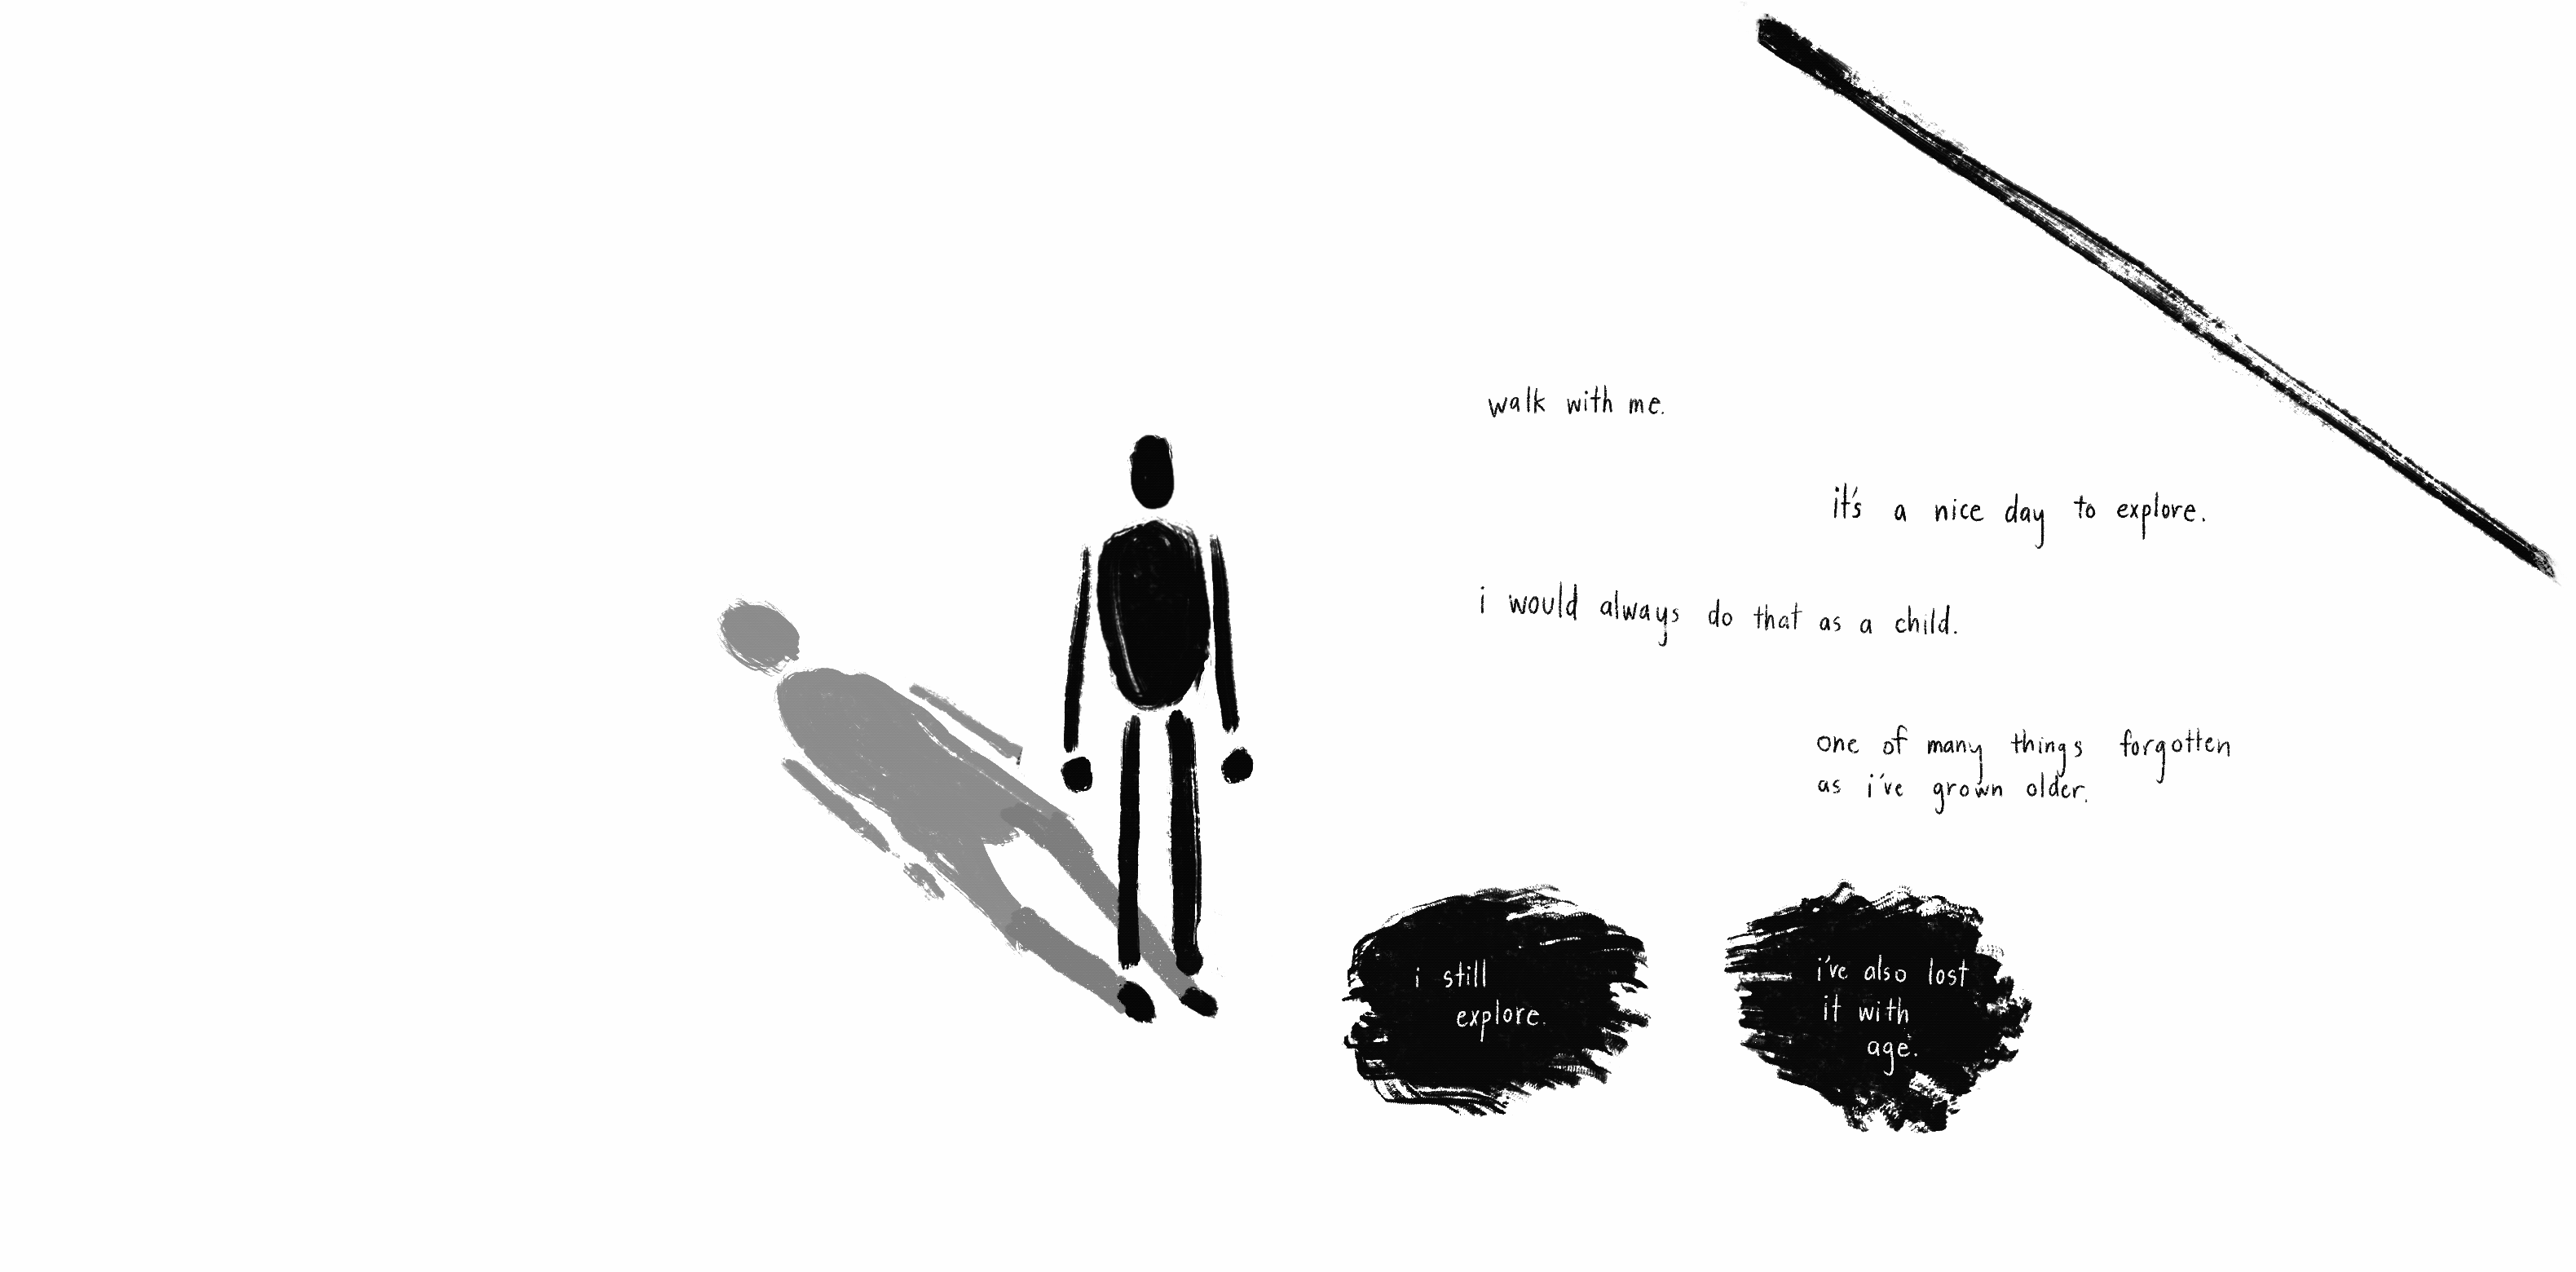 walk with me.
it's a nice day to explore.
i would always do that as a child.
one of many things forgotten
as i've grown older.
i still
explore.
i've also lost
it with
age.